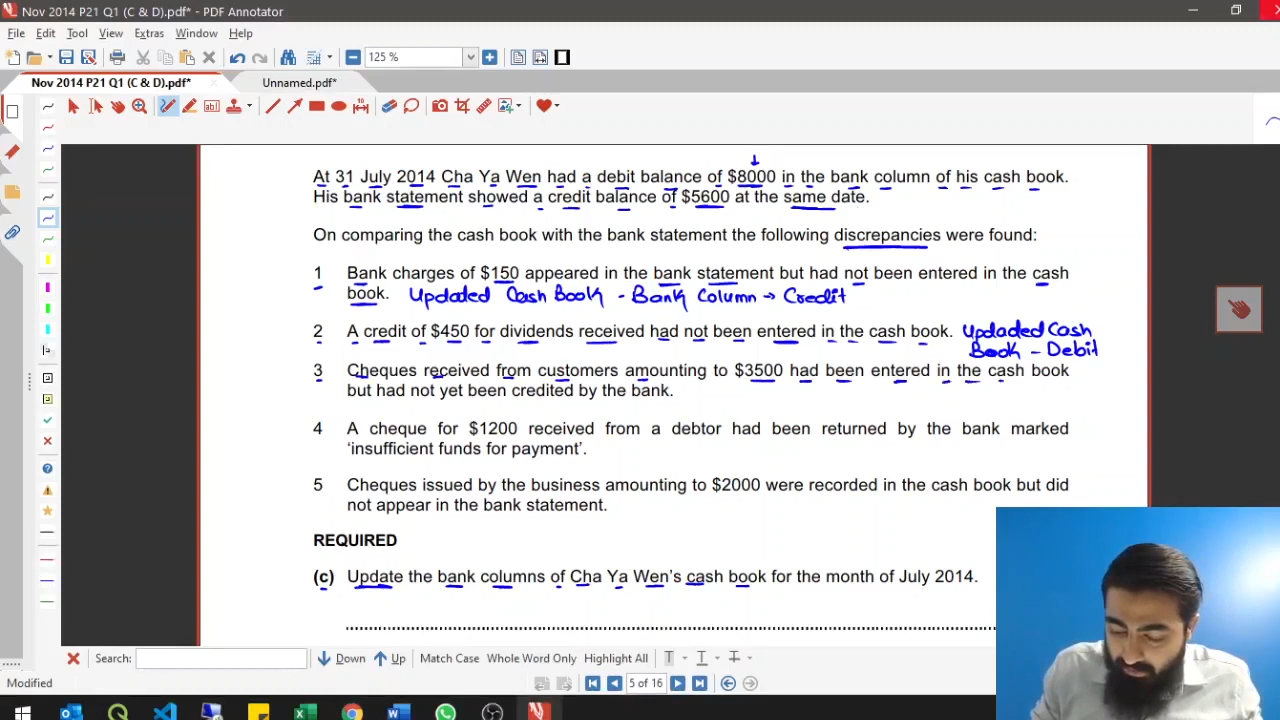 Nov 2014 P21 Q1 (C & D).pdf* - PDF Annotator
File Edit Tool View Extras Window Help
125 %
Nov 2014 P21 Q1 (C & D).pdf* Unnamed.pdf*
At 31 July 2014 Cha Ya Wen had a debit balance of $8000 in the bank column of his cash book.
His bank statement showed a credit balance of $5600 at the same date.
On comparing the cash book with the bank statement the following discrepancies were found:
1 Bank charges of $150 appeared in the bank statement but had not been entered in the cash
book. Updaded Cash Book - Bank Column → Credit
2 A credit of $450 for dividends received had not been entered in the cash book. Updaded Cash
Book - Debit
3 Cheques received from customers amounting to $3500 had been entered in the cash book
but had not yet been credited by the bank.
4 A cheque for $1200 received from a debtor had been returned by the bank marked
‘insufficient funds for payment’.
5 Cheques issued by the business amounting to $2000 were recorded in the cash book but did
not appear in the bank statement.
REQUIRED
(c) Update the bank columns of Cha Ya Wen's cash book for the month of July 2014.
Search: Down Up Match Case Whole Word Only Highlight All
Modified 5 of 16